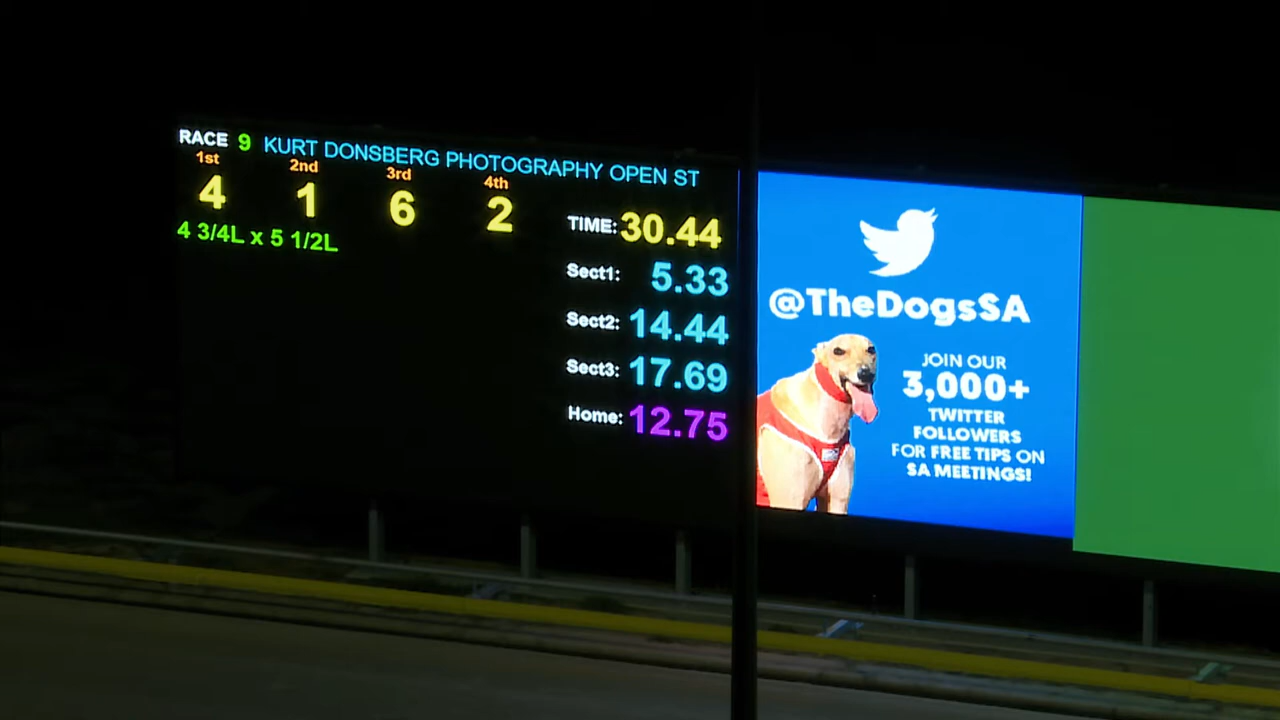 RACE 9 KURT DONSBERG PHOTOGRAPHY OPEN ST
1st 2nd 3rd 4th
4 1 6 2
4 3/4L x 5 1/2L
TIME: 30.44
Sect1: 5.33
Sect2: 14.44
Sect3: 17.69
Home: 12.75
@TheDogsSA
JOIN OUR
3,000+
TWITTER
FOLLOWERS
FOR FREE TIPS ON
SA MEETINGS!